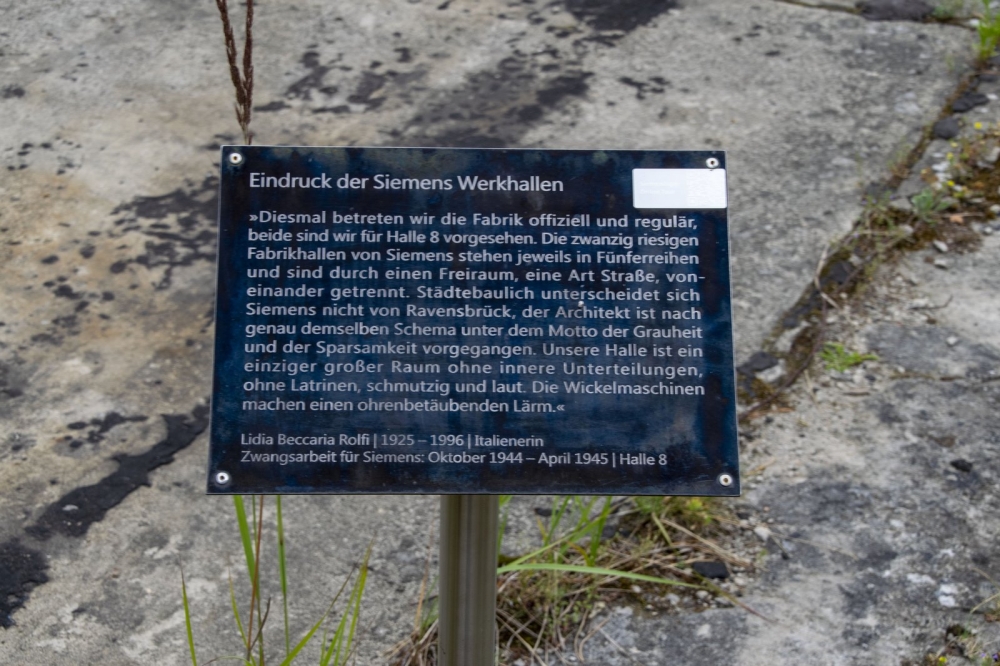 Eindruck der Siemens Werkhallen
»Diesmal betreten wir die Fabrik offiziell und regulär,
beide sind wir für Halle 8 vorgesehen. Die zwanzig riesigen
Fabrikhallen von Siemens stehen jeweils in Fünferreihen
und sind durch einen Freiraum, eine Art Straße, von-
einander getrennt. Städtebaulich unterscheidet sich
Siemens nicht von Ravensbrück, der Architekt ist nach
genau demselben Schema unter dem Motto der Grauheit
und der Sparsamkeit vorgegangen. Unsere Halle ist ein
einziger großer Raum ohne innere Unterteilungen,
ohne Latrinen, schmutzig und laut. Die Wickelmaschinen
machen einen ohrenbetäubenden Lärm.«
Lidia Beccaria Rolfi | 1925 – 1996 | Italienerin
Zwangsarbeit für Siemens: Oktober 1944 – April 1945 | Halle 8